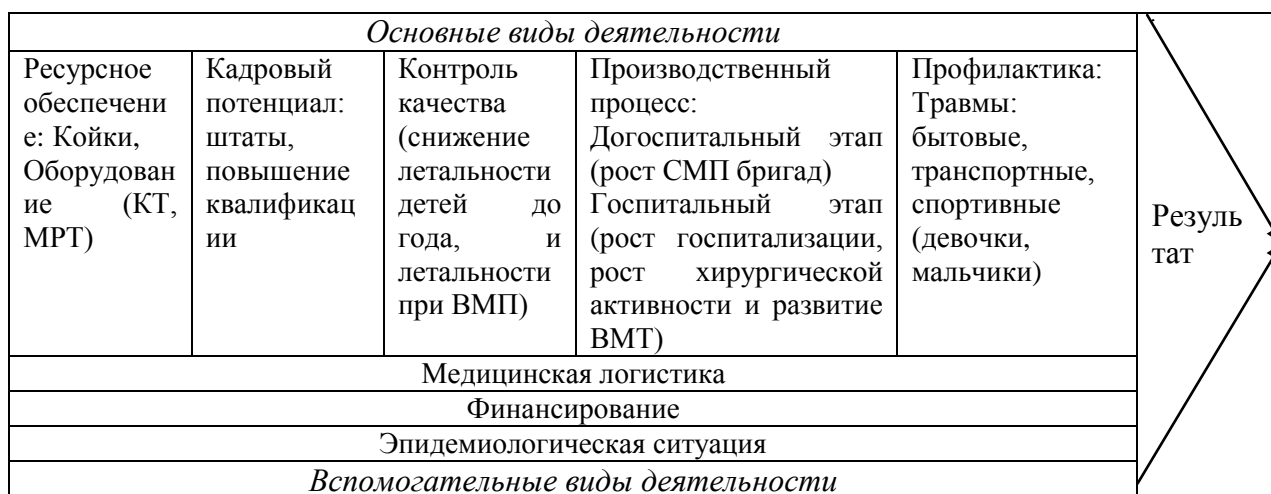 Основные виды деятельности
Ресурсное
обеспечени
е: Койки,
Оборудован
ие (КТ,
МРТ)
Кадровый
потенциал:
штаты,
повышение
квалификац
ии
Контроль
качества
(снижение
летальности
детей до
года, и
летальности
при ВМП)
Производственный
процесс:
Догоспитальный этап
(рост СМП бригад)
Госпитальный этап
(рост госпитализации,
рост хирургической
активности и развитие
ВМТ)
Профилактика:
Травмы:
бытовые,
транспортные,
спортивные
(девочки,
мальчики)
Резуль
тат
Медицинская логистика
Финансирование
Эпидемиологическая ситуация
Вспомогательные виды деятельности